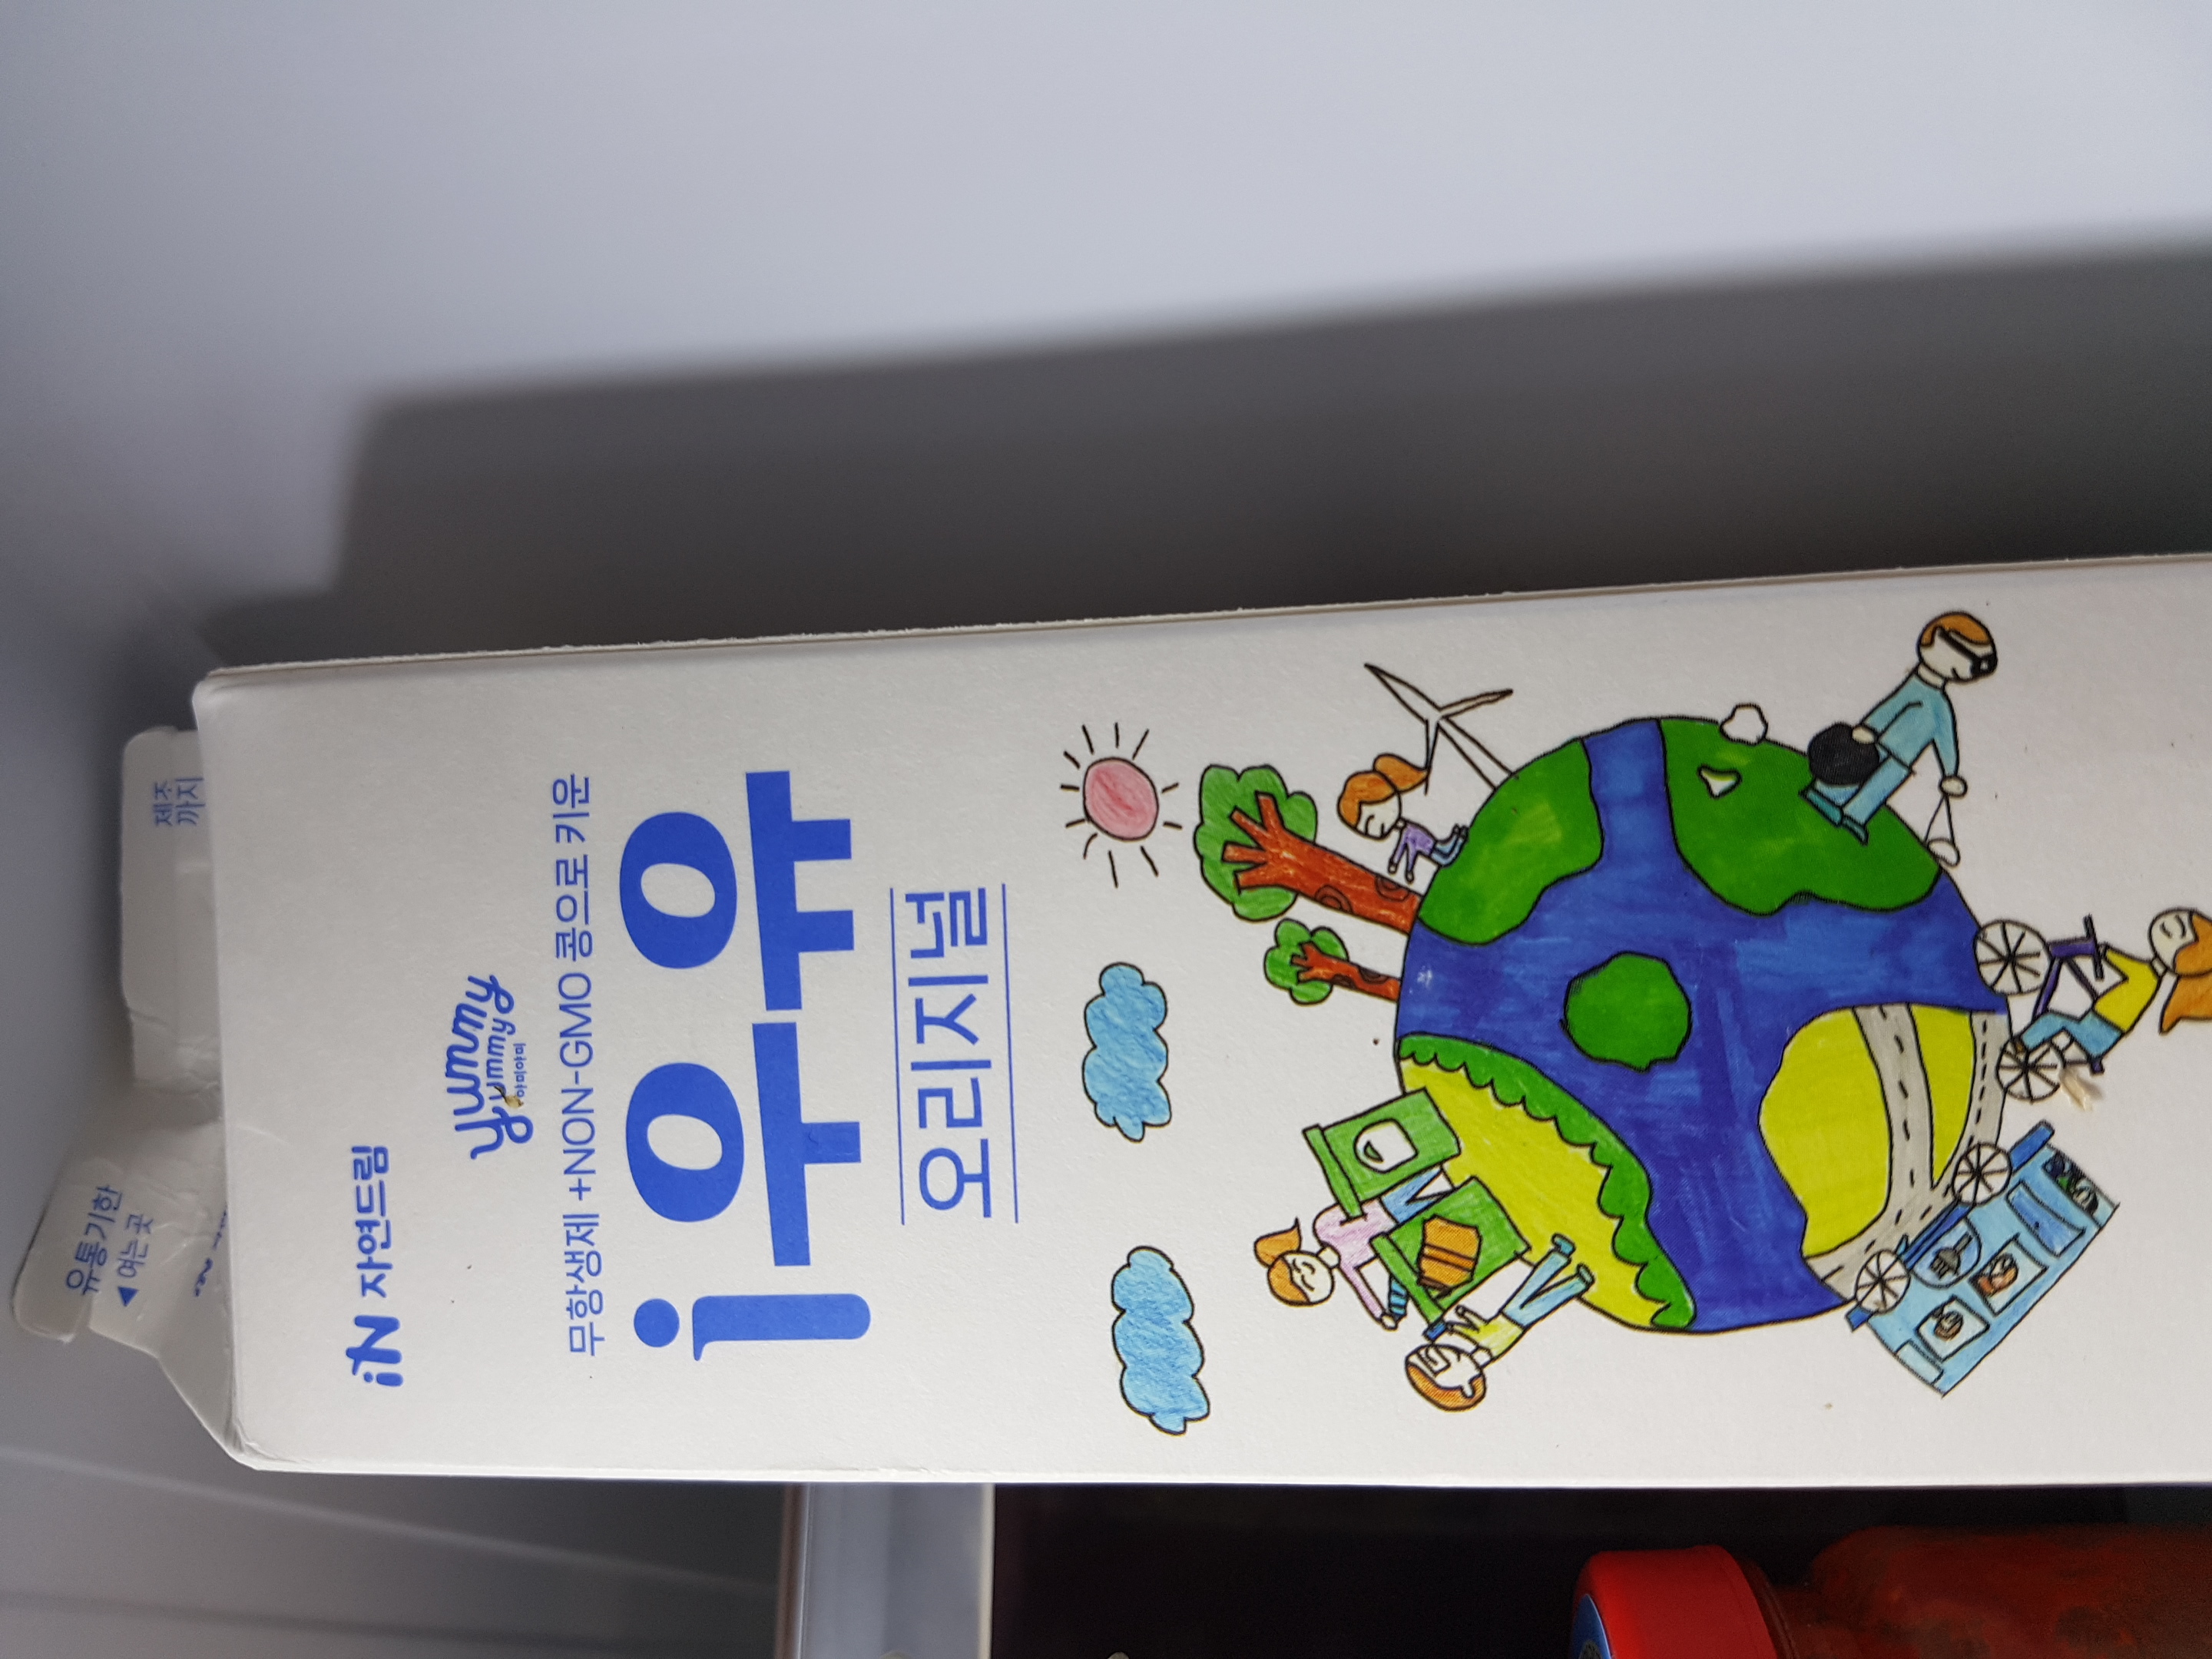 유통기한
◀ 여는 곳
제조
까지
iN 자연드림
yummy
yummy
야미야미
무항생제 +NON-GMO 콩으로 키운
i우유
오리지널